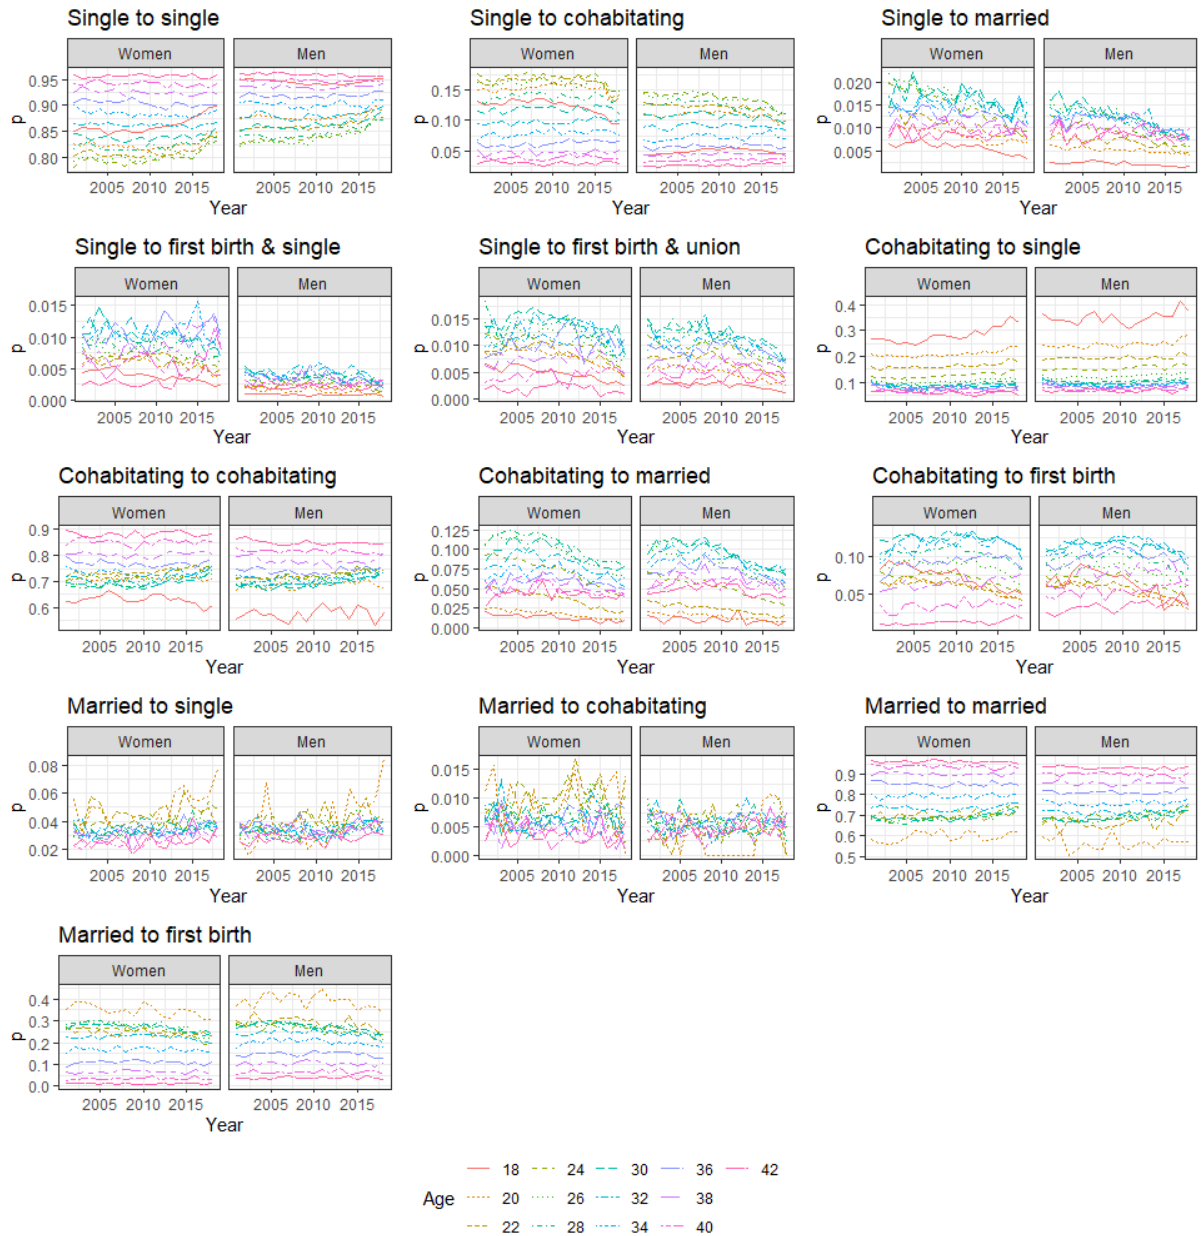 Single to single
Women Men
p
0.95
0.90
0.85
0.80
2005 2010 2015 2005 2010 2015
Year
Single to cohabitating
Women Men
p
0.15
0.10
0.05
2005 2010 2015 2005 2010 2015
Year
Single to married
Women Men
p
0.020
0.015
0.010
0.005
2005 2010 2015 2005 2010 2015
Year
Single to first birth & single
Women Men
p
0.015
0.010
0.005
0.000
2005 2010 2015 2005 2010 2015
Year
Single to first birth & union
Women Men
p
0.015
0.010
0.005
0.000
2005 2010 2015 2005 2010 2015
Year
Cohabitating to single
Women Men
p
0.4
0.3
0.2
0.1
2005 2010 2015 2005 2010 2015
Year
Cohabitating to cohabitating
Women Men
p
0.9
0.8
0.7
0.6
2005 2010 2015 2005 2010 2015
Year
Cohabitating to married
Women Men
p
0.125
0.100
0.075
0.050
0.025
0.000
2005 2010 2015 2005 2010 2015
Year
Cohabitating to first birth
Women Men
p
0.10
0.05
2005 2010 2015 2005 2010 2015
Year
Married to single
Women Men
p
0.08
0.06
0.04
0.02
2005 2010 2015 2005 2010 2015
Year
Married to cohabitating
Women Men
p
0.015
0.010
0.005
0.000
2005 2010 2015 2005 2010 2015
Year
Married to married
Women Men
p
0.9
0.8
0.7
0.6
0.5
2005 2010 2015 2005 2010 2015
Year
Married to first birth
Women Men
p
0.4
0.3
0.2
0.1
0.0
2005 2010 2015 2005 2010 2015
Year
18 24 30 36 42
Age 20 26 32 38
22 28 34 40